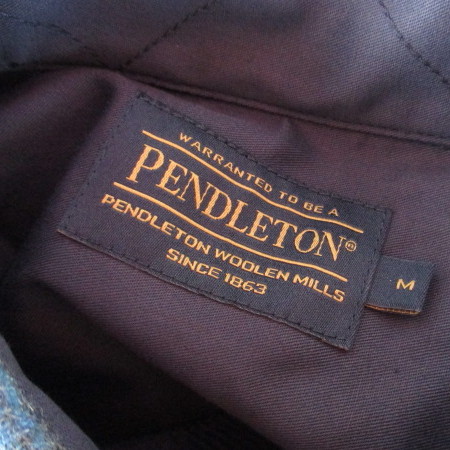 WARRANTED TO BE A
PENDLETON®
PENDLETON WOOLEN MILLS
SINCE 1863
M